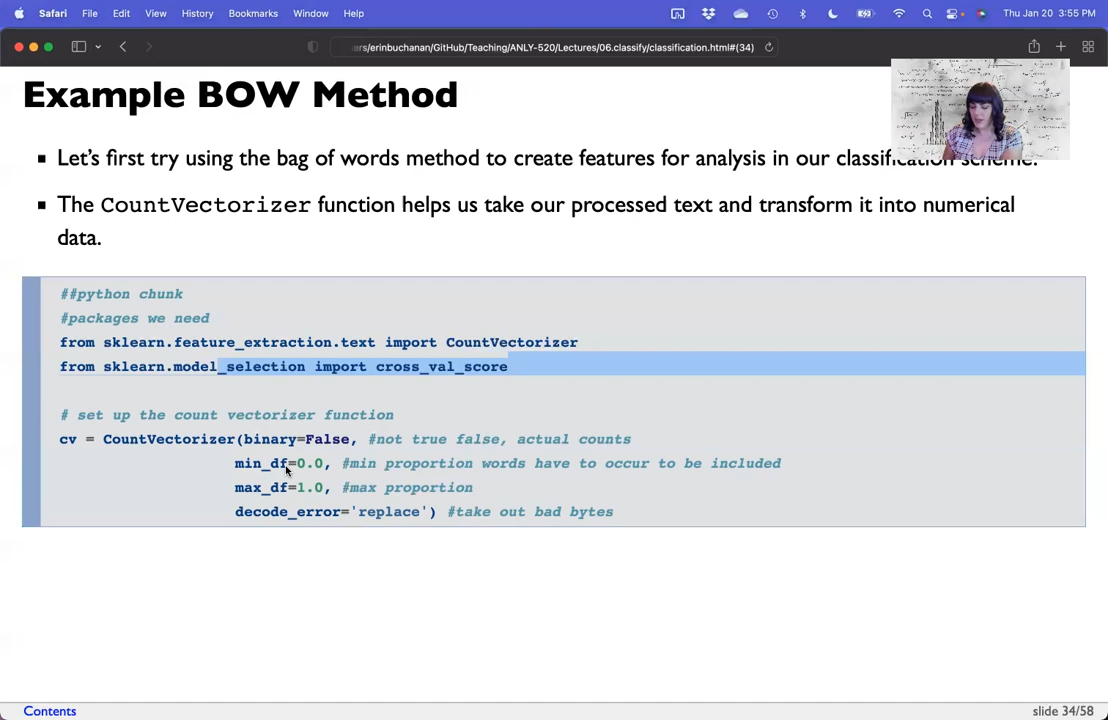 Safari File Edit View History Bookmarks Window Help Thu Jan 20 3:55 PM
ers/erinbuchanan/GitHub/Teaching/ANLY-520/Lectures/06.classify/classification.html#(34)
Example BOW Method
Let's first try using the bag of words method to create features for analysis in our classification scheme.
The CountVectorizer function helps us take our processed text and transform it into numerical
data.
##python chunk
#packages we need
from sklearn.feature_extraction.text import CountVectorizer
from sklearn.model_selection import cross_val_score
# set up the count vectorizer function
cv = CountVectorizer(binary=False, #not true false, actual counts
min_df=0.0, #min proportion words have to occur to be included
max_df=1.0, #max proportion
decode_error='replace') #take out bad bytes
Contents slide 34/58